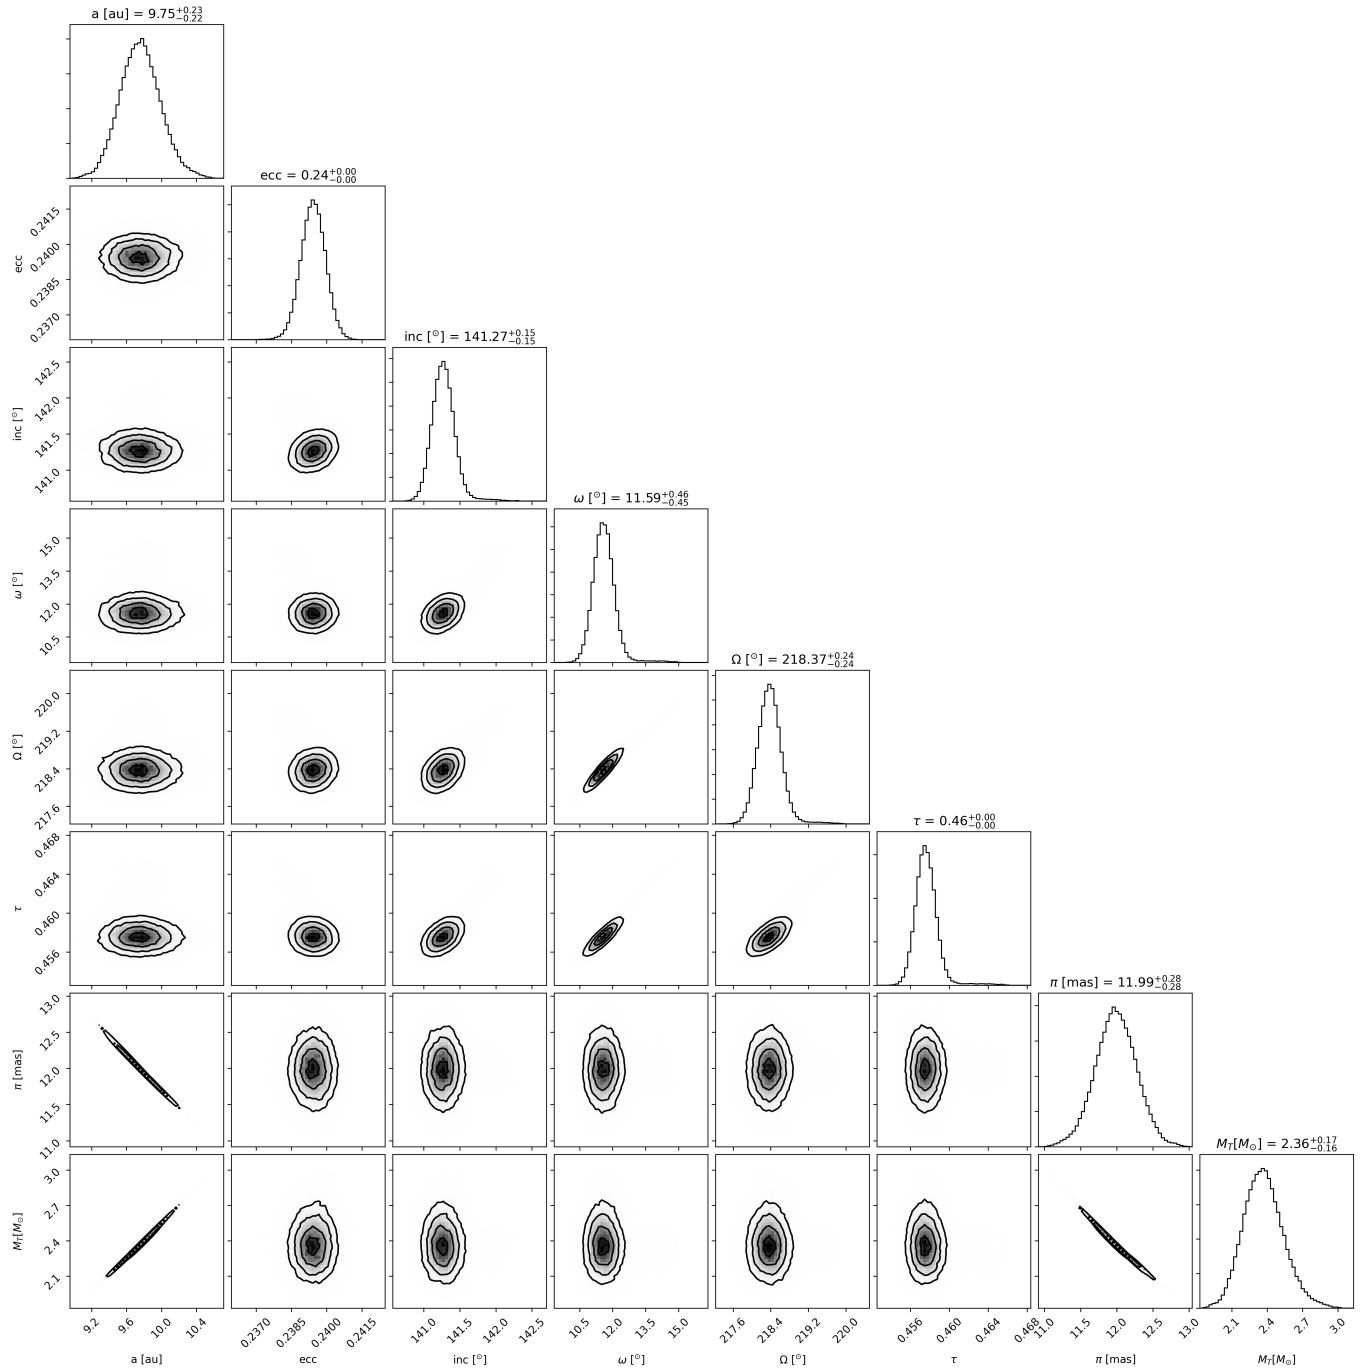 a [au] = 9.75+0.23 −0.22
ecc = 0.24+0.00 −0.00
0.2415
0.2400
0.2385
0.2370
ecc
inc [⊙] = 141.27+0.15 −0.15
142.5
142.0
141.5
141.0
inc [⊙]
ω [⊙] = 11.59+0.46 −0.45
15.0
13.5
12.0
10.5
ω [⊙]
Ω [⊙] = 218.37+0.24 −0.24
220.0
219.2
218.4
217.6
Ω [⊙]
τ = 0.46+0.00 −0.00
0.468
0.464
0.460
0.456
τ
π [mas] = 11.99+0.28 −0.28
13.0
12.5
12.0
11.5
11.0
π [mas]
M_T[M⊙] = 2.36+0.17 −0.16
3.0
2.7
2.4
2.1
M_T[M⊙]
9.2 9.6 10.0 10.4 0.2370 0.2385 0.2400 0.2415 141.0 141.5 142.0 142.5 10.5 12.0 13.5 15.0 217.6 218.4 219.2 220.0 0.456 0.460 0.464 0.468 11.0 11.5 12.0 12.5 13.0 2.1 2.4 2.7 3.0
a [au] ecc inc [⊙] ω [⊙] Ω [⊙] τ π [mas] M_T[M⊙]